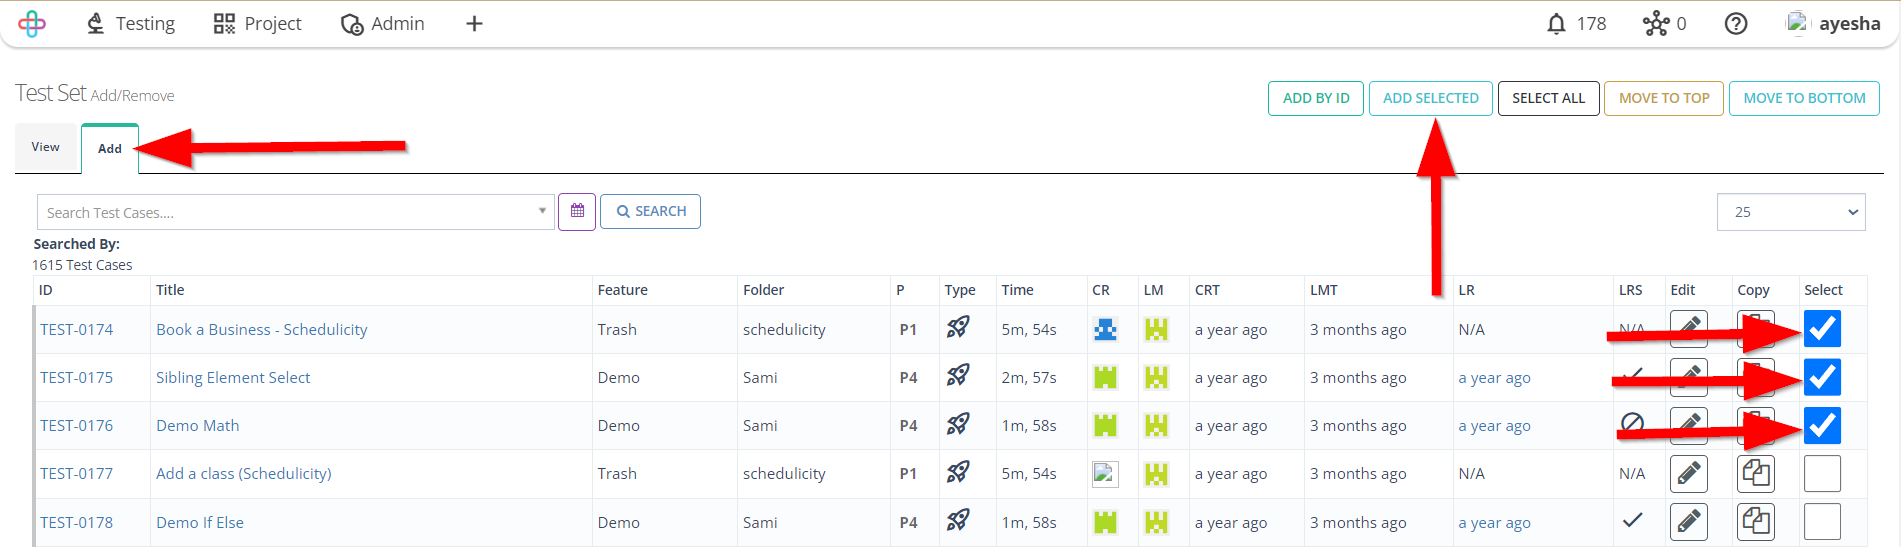 Testing Project Admin + 178 0 ayesha
Test Set Add/Remove
ADD BY ID ADD SELECTED SELECT ALL MOVE TO TOP MOVE TO BOTTOM
View Add
Search Test Cases.... SEARCH 25
Searched By:
1615 Test Cases
ID Title Feature Folder P Type Time CR LM CRT LMT LR LRS Edit Copy Select
TEST-0174 Book a Business - Schedulicity Trash schedulicity P1 5m, 54s a year ago 3 months ago N/A N/A
TEST-0175 Sibling Element Select Demo Sami P4 2m, 57s a year ago 3 months ago a year ago
TEST-0176 Demo Math Demo Sami P4 1m, 58s a year ago 3 months ago a year ago
TEST-0177 Add a class (Schedulicity) Trash schedulicity P1 5m, 54s a year ago 3 months ago N/A N/A
TEST-0178 Demo If Else Demo Sami P4 1m, 58s a year ago 3 months ago a year ago